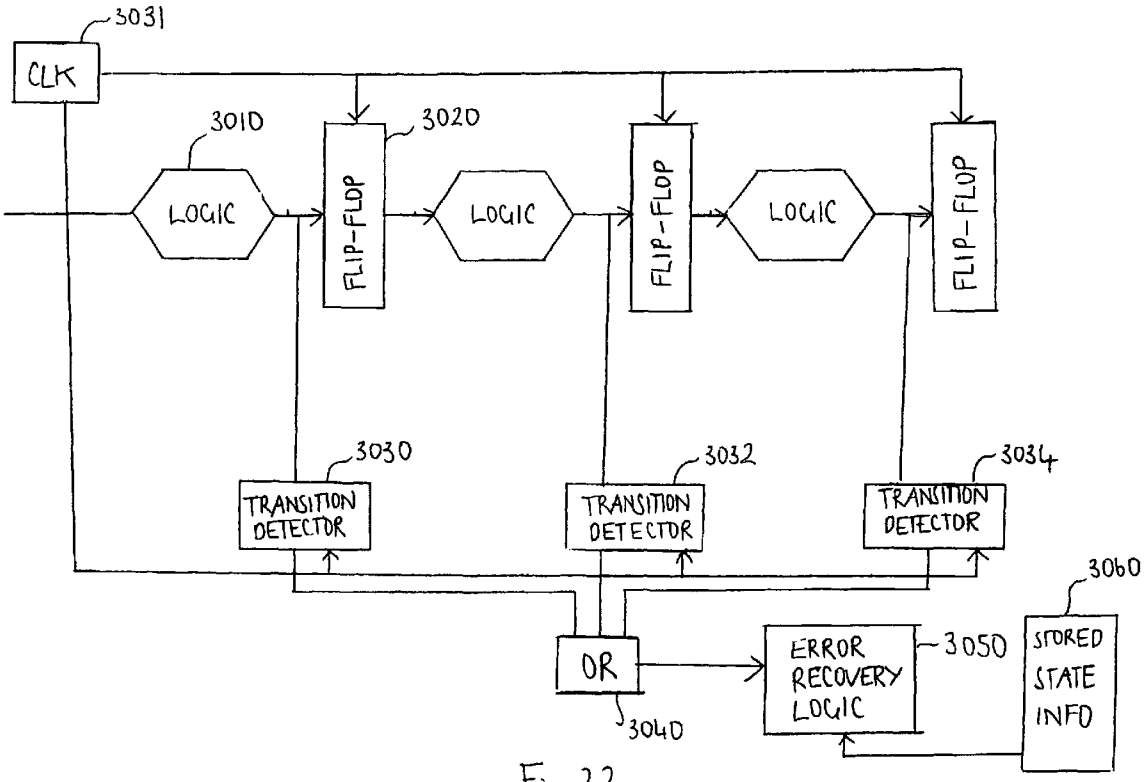 3031
CLK
3010
3020
LOGIC
FLIP-FLOP
LOGIC
FLIP-FLOP
LOGIC
FLIP-FLOP
3030
TRANSITION
DETECTOR
3032
TRANSITION
DETECTOR
3034
TRANSITION
DETECTOR
3060
STORED
STATE
INFO
OR
3040
ERROR
RECOVERY
LOGIC
3050
22